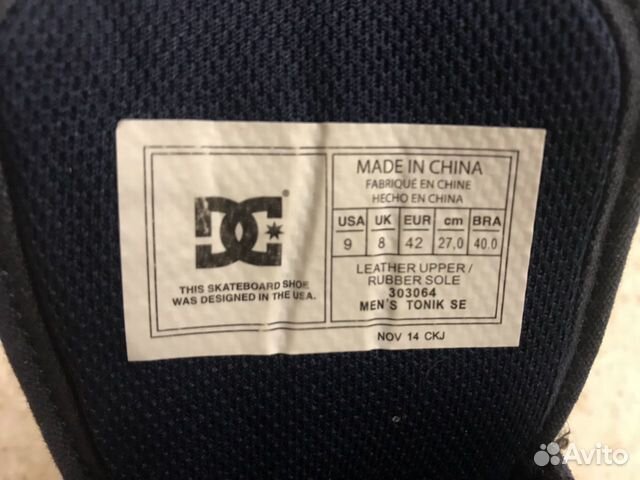 DC®
THIS SKATEBOARD SHOE
WAS DESIGNED IN THE U.S.A.
MADE IN CHINA
FABRIQUÉ EN CHINE
HECHO EN CHINA
USA UK EUR cm BRA
9 8 42 27,0 40.0
LEATHER UPPER /
RUBBER SOLE
303064
MEN'S TONIK SE
NOV 14 CKJ
Avito